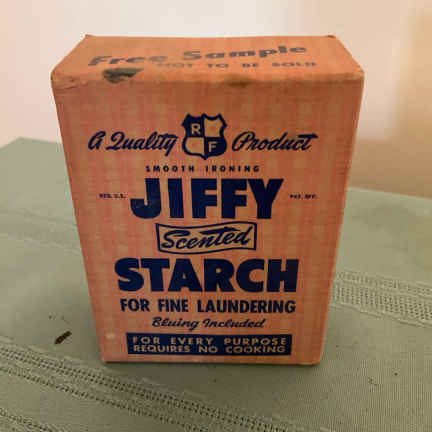 Free Sample
NOT TO BE SOLD
A Quality RF Product
SMOOTH IRONING
REG. U.S. JIFFY PAT. OFF.
Scented
STARCH
FOR FINE LAUNDERING
Bluing Included
FOR EVERY PURPOSE
REQUIRES NO COOKING